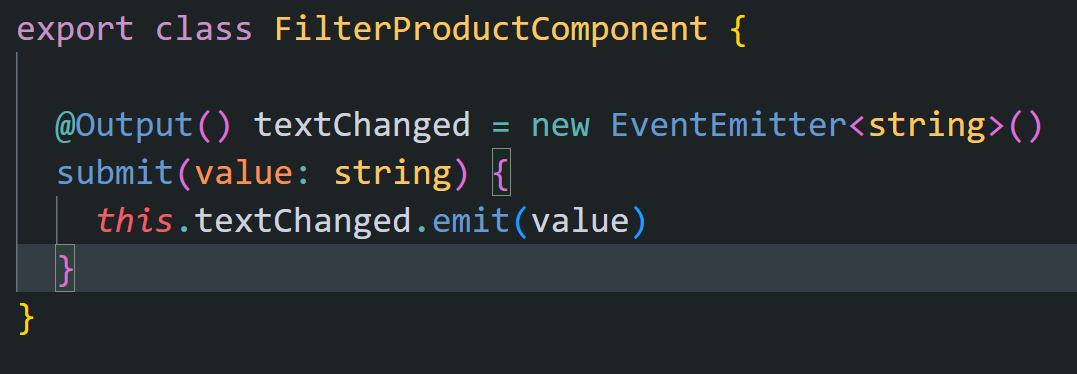 export class FilterProductComponent {
@Output() textChanged = new EventEmitter<string>()
submit(value: string) {
this.textChanged.emit(value)
}
}